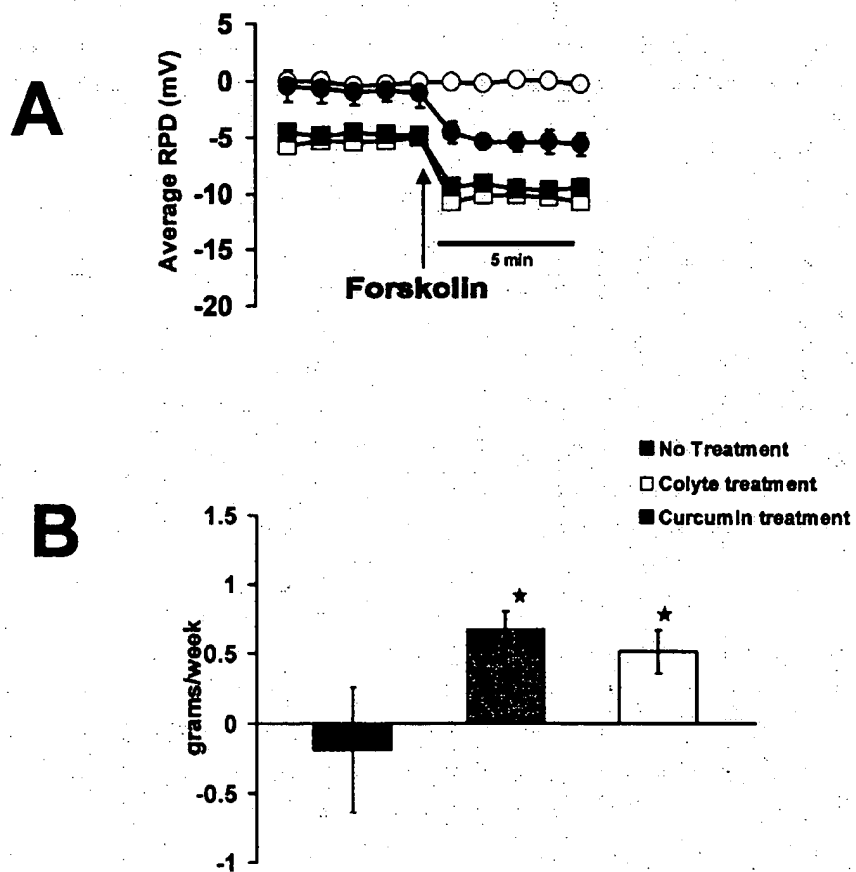 A
Average RPD (mV)
5
0
-5
-10
-15
-20
5 min
Forskolin
No Treatment
Colyte treatment
Curcumin treatment
B
grams/week
1.5
1
0.5
0
-0.5
-1
★
★